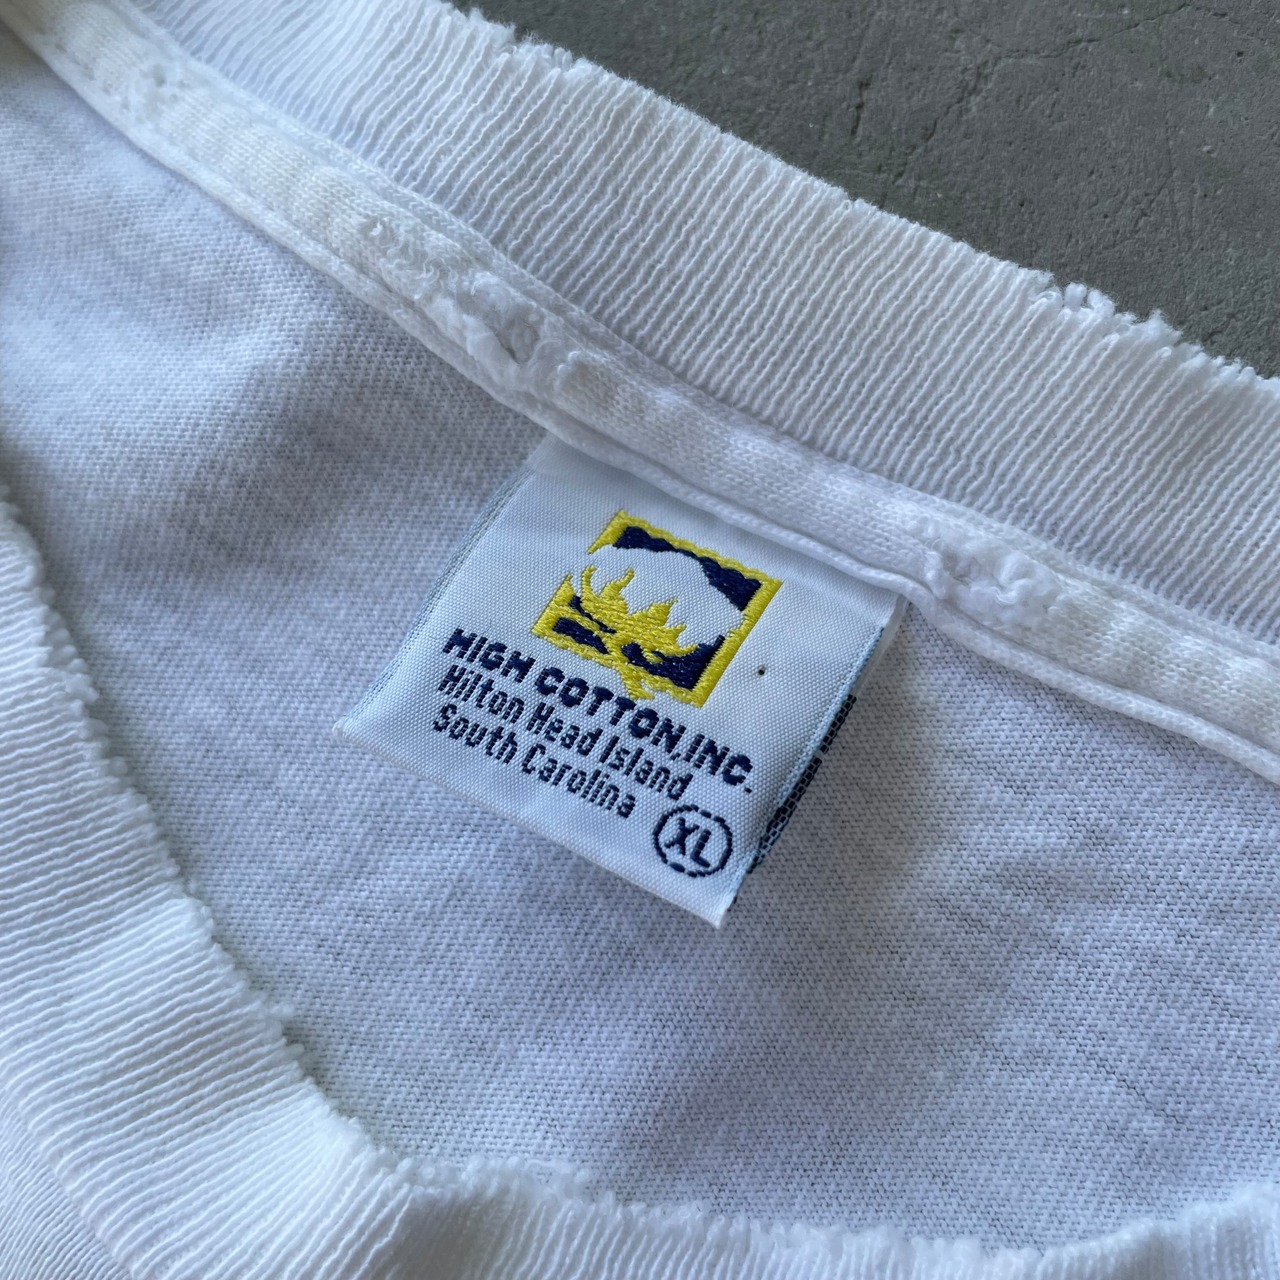 HIGH COTTON, INC.
Hilton Head Island
South Carolina
XL